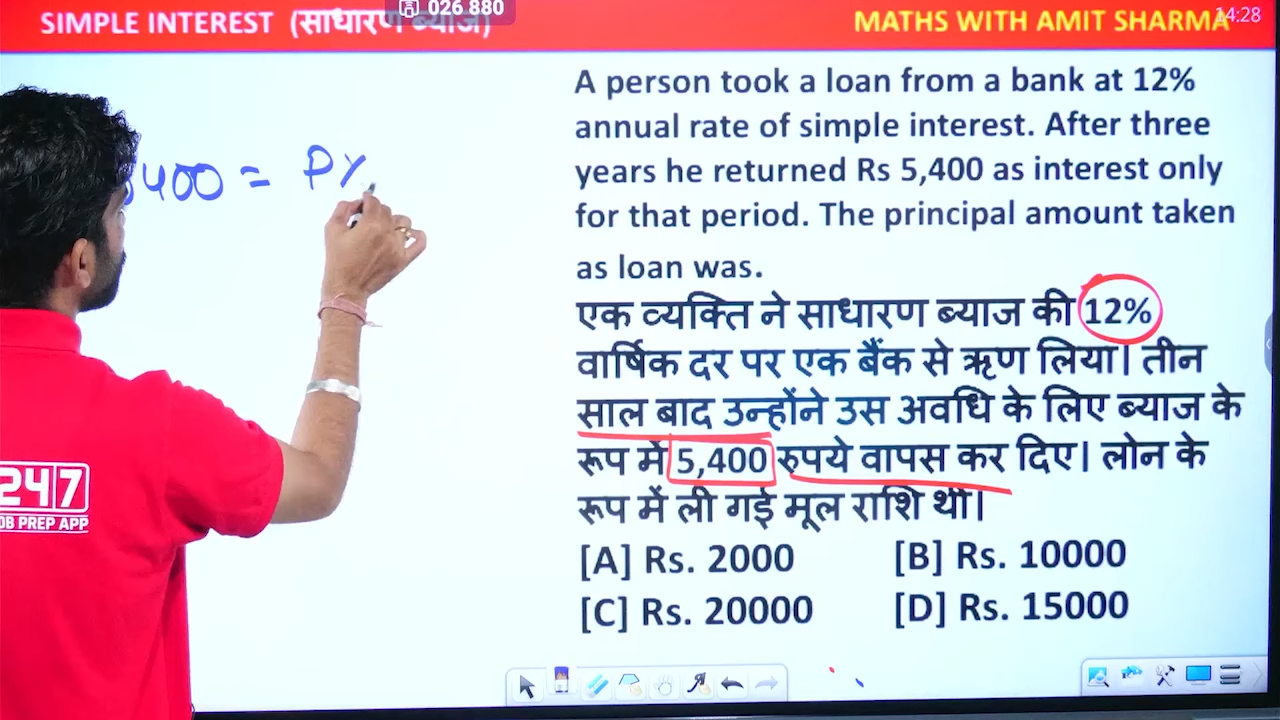 026 880
SIMPLE INTEREST (साधारण ब्याज)
MATHS WITH AMIT SHARMA
14:28
A person took a loan from a bank at 12%
annual rate of simple interest. After three
years he returned Rs 5,400 as interest only
for that period. The principal amount taken
as loan was.
एक व्यक्ति ने साधारण ब्याज की 12%
वार्षिक दर पर एक बैंक से ऋण लिया। तीन
साल बाद उन्होंने उस अवधि के लिए ब्याज के
रूप में 5,400 रुपये वापस कर दिए। लोन के
रूप में ली गई मूल राशि थी।
[A] Rs. 2000 [B] Rs. 10000
[C] Rs. 20000 [D] Rs. 15000
5400 = P×
247
JOB PREP APP